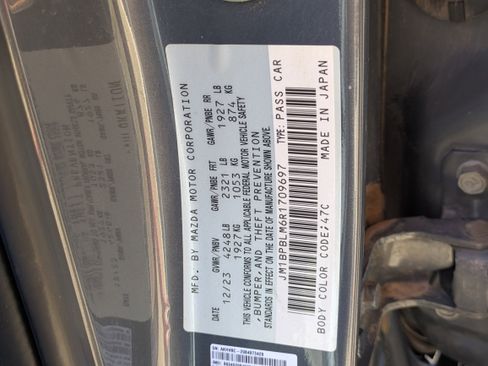 MFD. BY MAZDA MOTOR CORPORATION
GVWR/PNBV GAWR/PNBE FRT GAWR/PNBE RR
DATE 12/23 4248 LB 2321 LB 1927 LB
1927 KG 1053 KG 874 KG
THIS VEHICLE CONFORMS TO ALL APPLICABLE FEDERAL MOTOR VEHICLE SAFETY
,BUMPER,AND THEFT PREVENTION
STANDARDS IN EFFECT ON THE DATE OF MANUFACTURE SHOWN ABOVE.
JM1BPBLM6R1709697 TYPE: PASS CAR
BODY COLOR CODE;47C MADE IN JAPAN